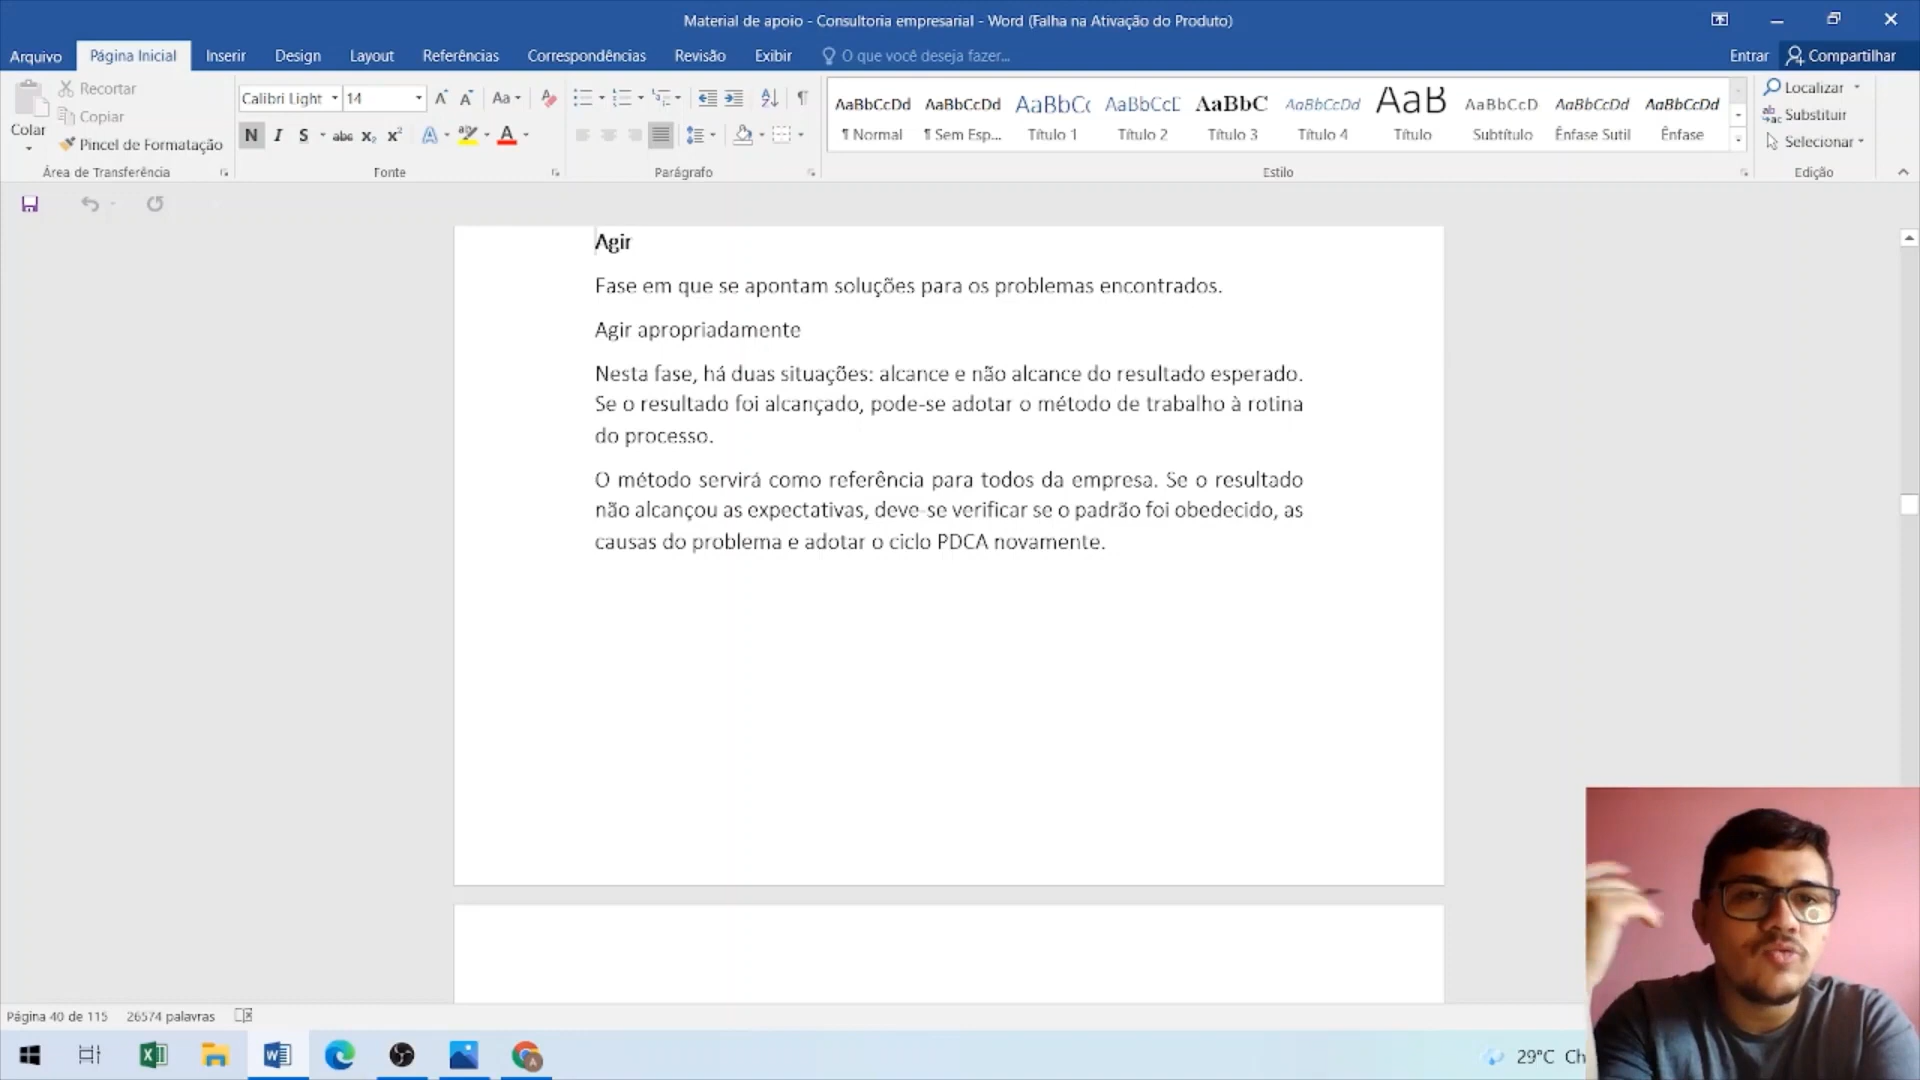 Material de apoio - Consultoria empresarial - Word (Falha na Ativação do Produto)
Arquivo Página Inicial Inserir Design Layout Referências Correspondências Revisão Exibir O que você deseja fazer... Entrar Compartilhar
Colar
Recortar
Copiar
Pincel de Formatação
Área de Transferência
Calibri Light 14 Aa
N I S abc x₂ x² A ab A
Fonte
Parágrafo
AaBbCcDd AaBbCcDd AaBbCc AaBbCcD AaBbC AaBbCcDd AaB AaBbCcD AaBbCcDd AaBbCcDd
¶ Normal ¶ Sem Esp... Título 1 Título 2 Título 3 Título 4 Título Subtítulo Ênfase Sutil Ênfase
Estilo
Localizar
Substituir
Selecionar
Edição
Agir
Fase em que se apontam soluções para os problemas encontrados.
Agir apropriadamente
Nesta fase, há duas situações: alcance e não alcance do resultado esperado.
Se o resultado foi alcançado, pode-se adotar o método de trabalho à rotina
do processo.
O método servirá como referência para todos da empresa. Se o resultado
não alcançou as expectativas, deve-se verificar se o padrão foi obedecido, as
causas do problema e adotar o ciclo PDCA novamente.
Página 40 de 115 26574 palavras
29°C Ch